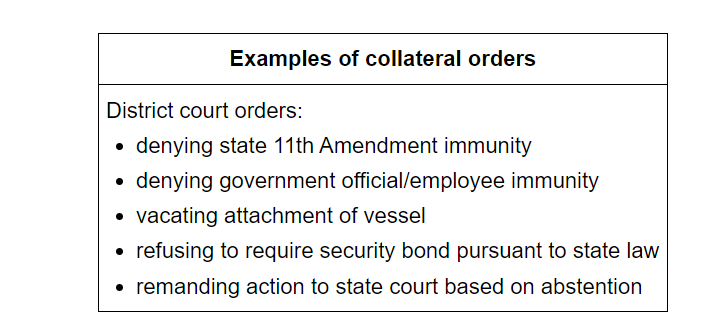 Examples of collateral orders
District court orders:
• denying state 11th Amendment immunity
• denying government official/employee immunity
• vacating attachment of vessel
• refusing to require security bond pursuant to state law
• remanding action to state court based on abstention